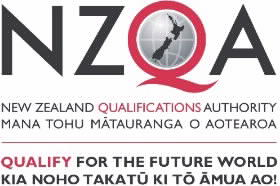 NZQA
NEW ZEALAND QUALIFICATIONS AUTHORITY
MANA TOHU MĀTAURANGA O AOTEAROA
QUALIFY FOR THE FUTURE WORLD
KIA NOHO TAKATŪ KI TŌ ĀMUA AO!